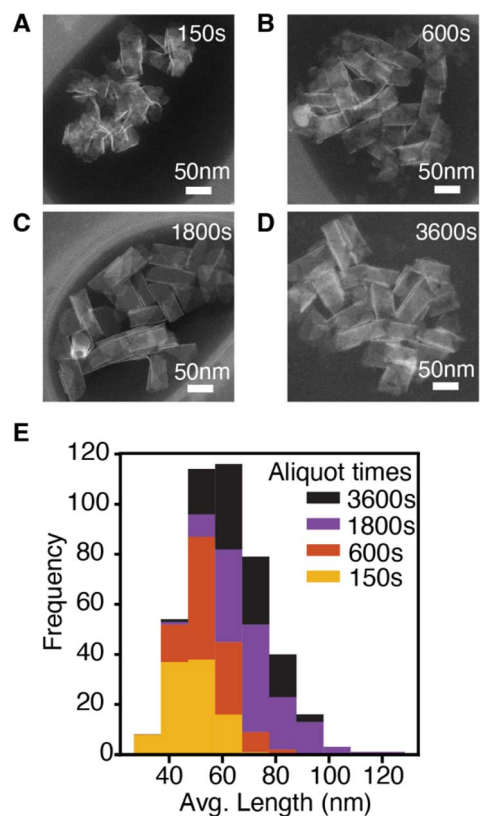 A
150s
50nm
B
600s
50nm
C
1800s
50nm
D
3600s
50nm
E
Frequency
120
100
80
60
40
20
0
Aliquot times
3600s
1800s
600s
150s
40 60 80 100 120
Avg. Length (nm)